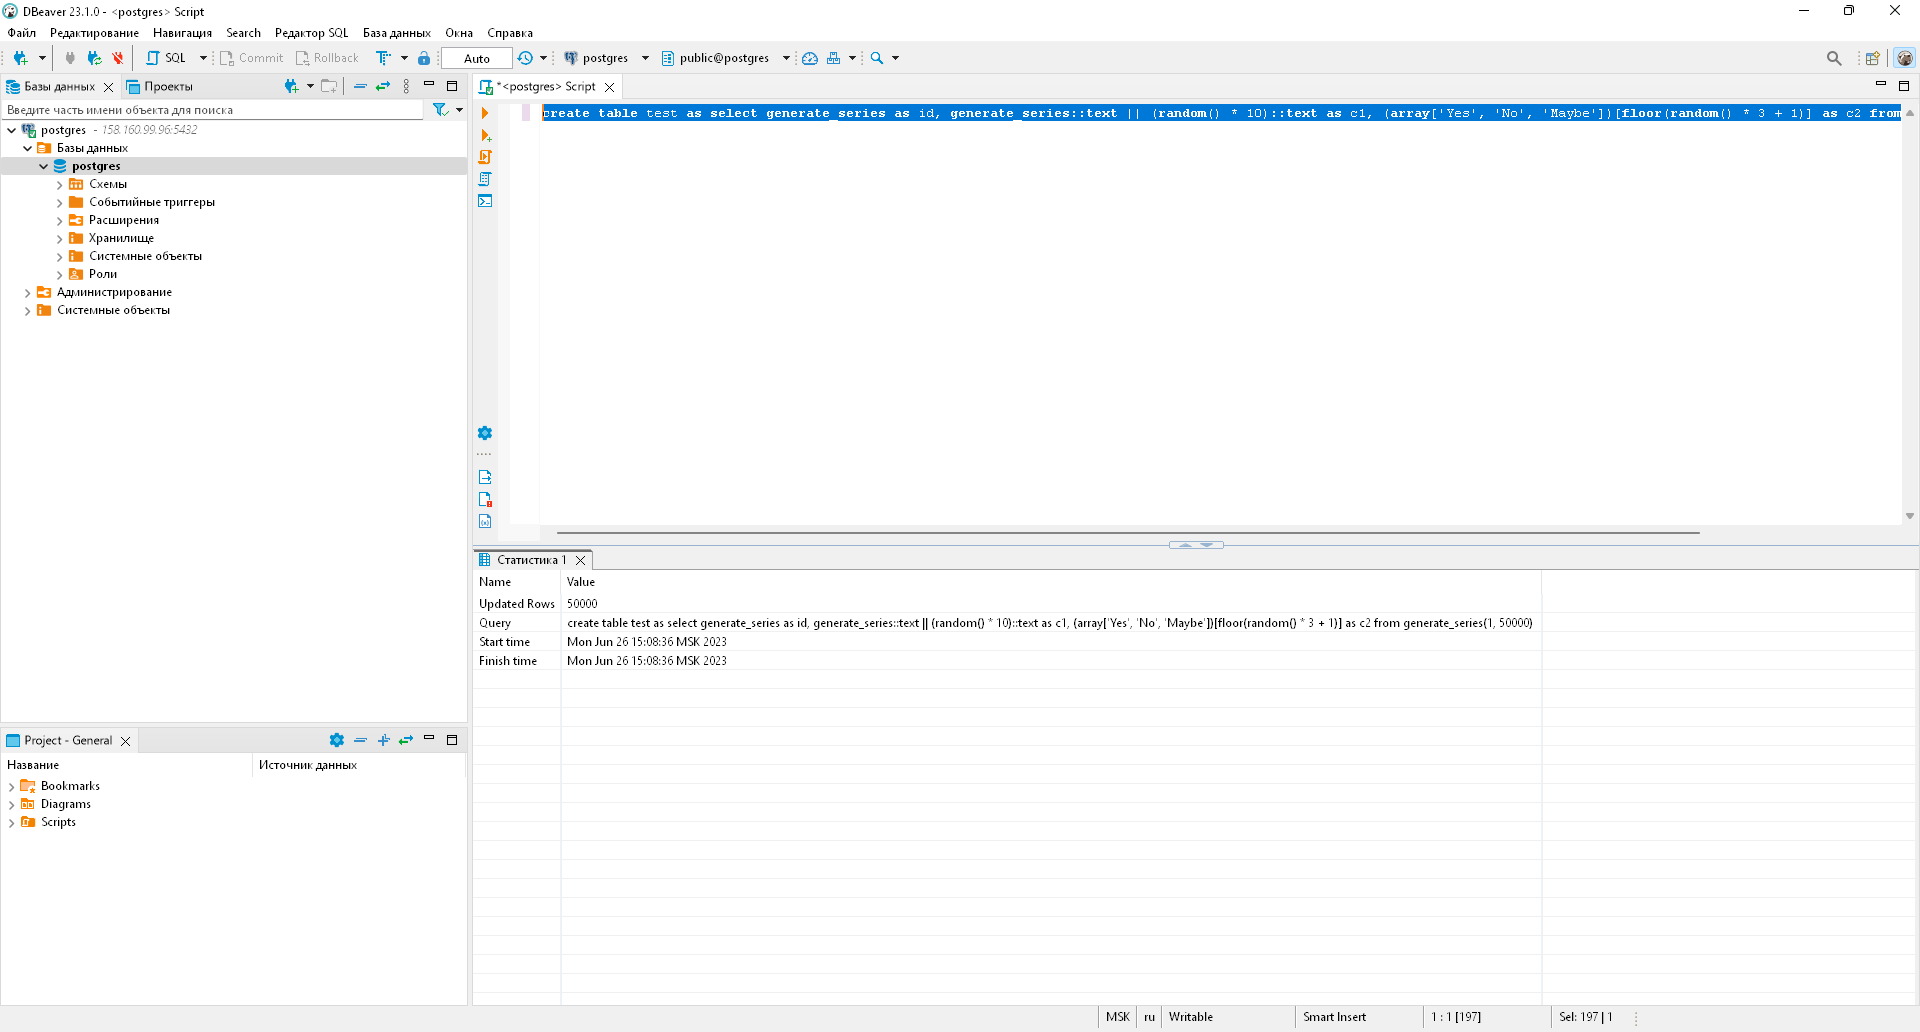 DBeaver 23.1.0 - <postgres> Script
Файл Редактирование Навигация Search Редактор SQL База данных Окна Справка
SQL Commit Rollback Auto postgres public@postgres
Базы данных Проекты
Введите часть имени объекта для поиска
postgres - 158.160.99.96:5432
Базы данных
postgres
Схемы
Событийные триггеры
Расширения
Хранилище
Системные объекты
Роли
Администрирование
Системные объекты
*<postgres> Script
create table test as select generate_series as id, generate_series::text || (random() * 10)::text as c1, (array['Yes', 'No', 'Maybe'])[floor(random() * 3 + 1)] as c2 from
Статистика 1
Name Value
Updated Rows 50000
Query create table test as select generate_series as id, generate_series::text || (random() * 10)::text as c1, (array['Yes', 'No', 'Maybe'])[floor(random() * 3 + 1)] as c2 from generate_series(1, 50000)
Start time Mon Jun 26 15:08:36 MSK 2023
Finish time Mon Jun 26 15:08:36 MSK 2023
Project - General
Название Источник данных
Bookmarks
Diagrams
Scripts
MSK ru Writable Smart Insert 1 : 1 [197] Sel: 197 | 1